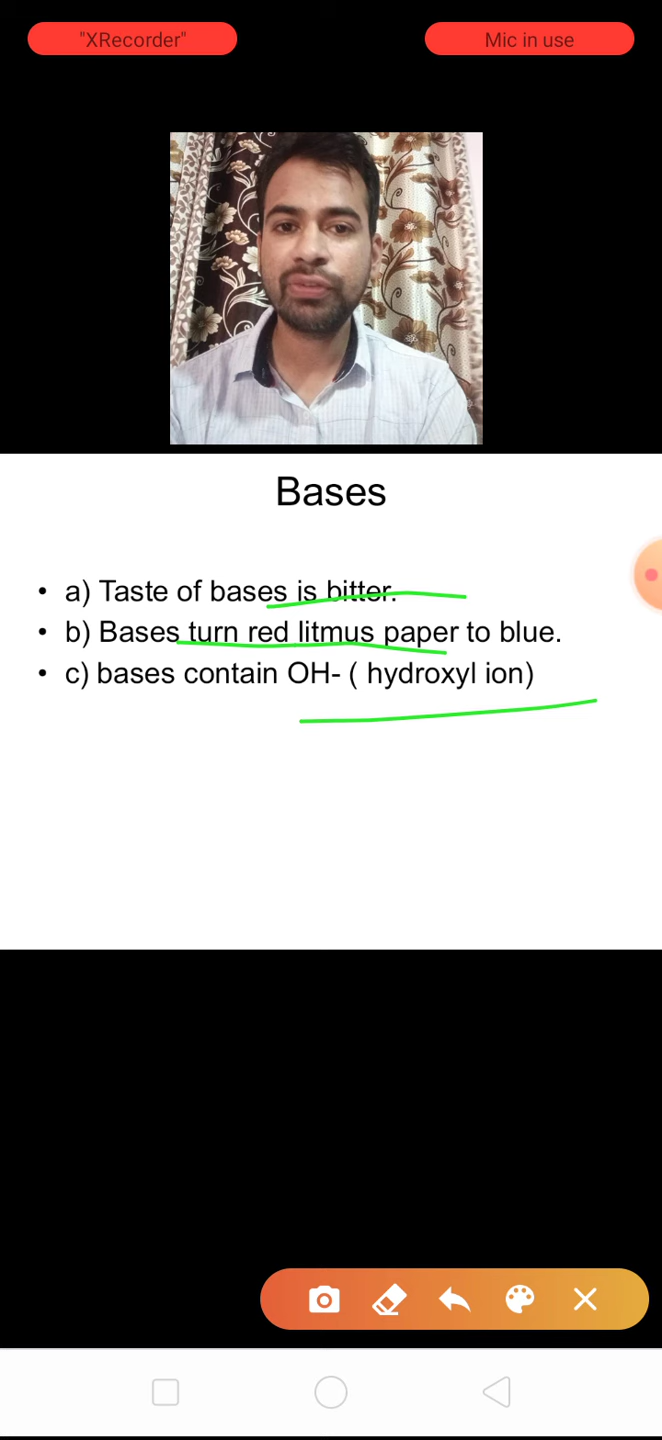 "XRecorder"
Mic in use
Bases
• a) Taste of bases is bitter.
• b) Bases turn red litmus paper to blue.
• c) bases contain OH- ( hydroxyl ion)